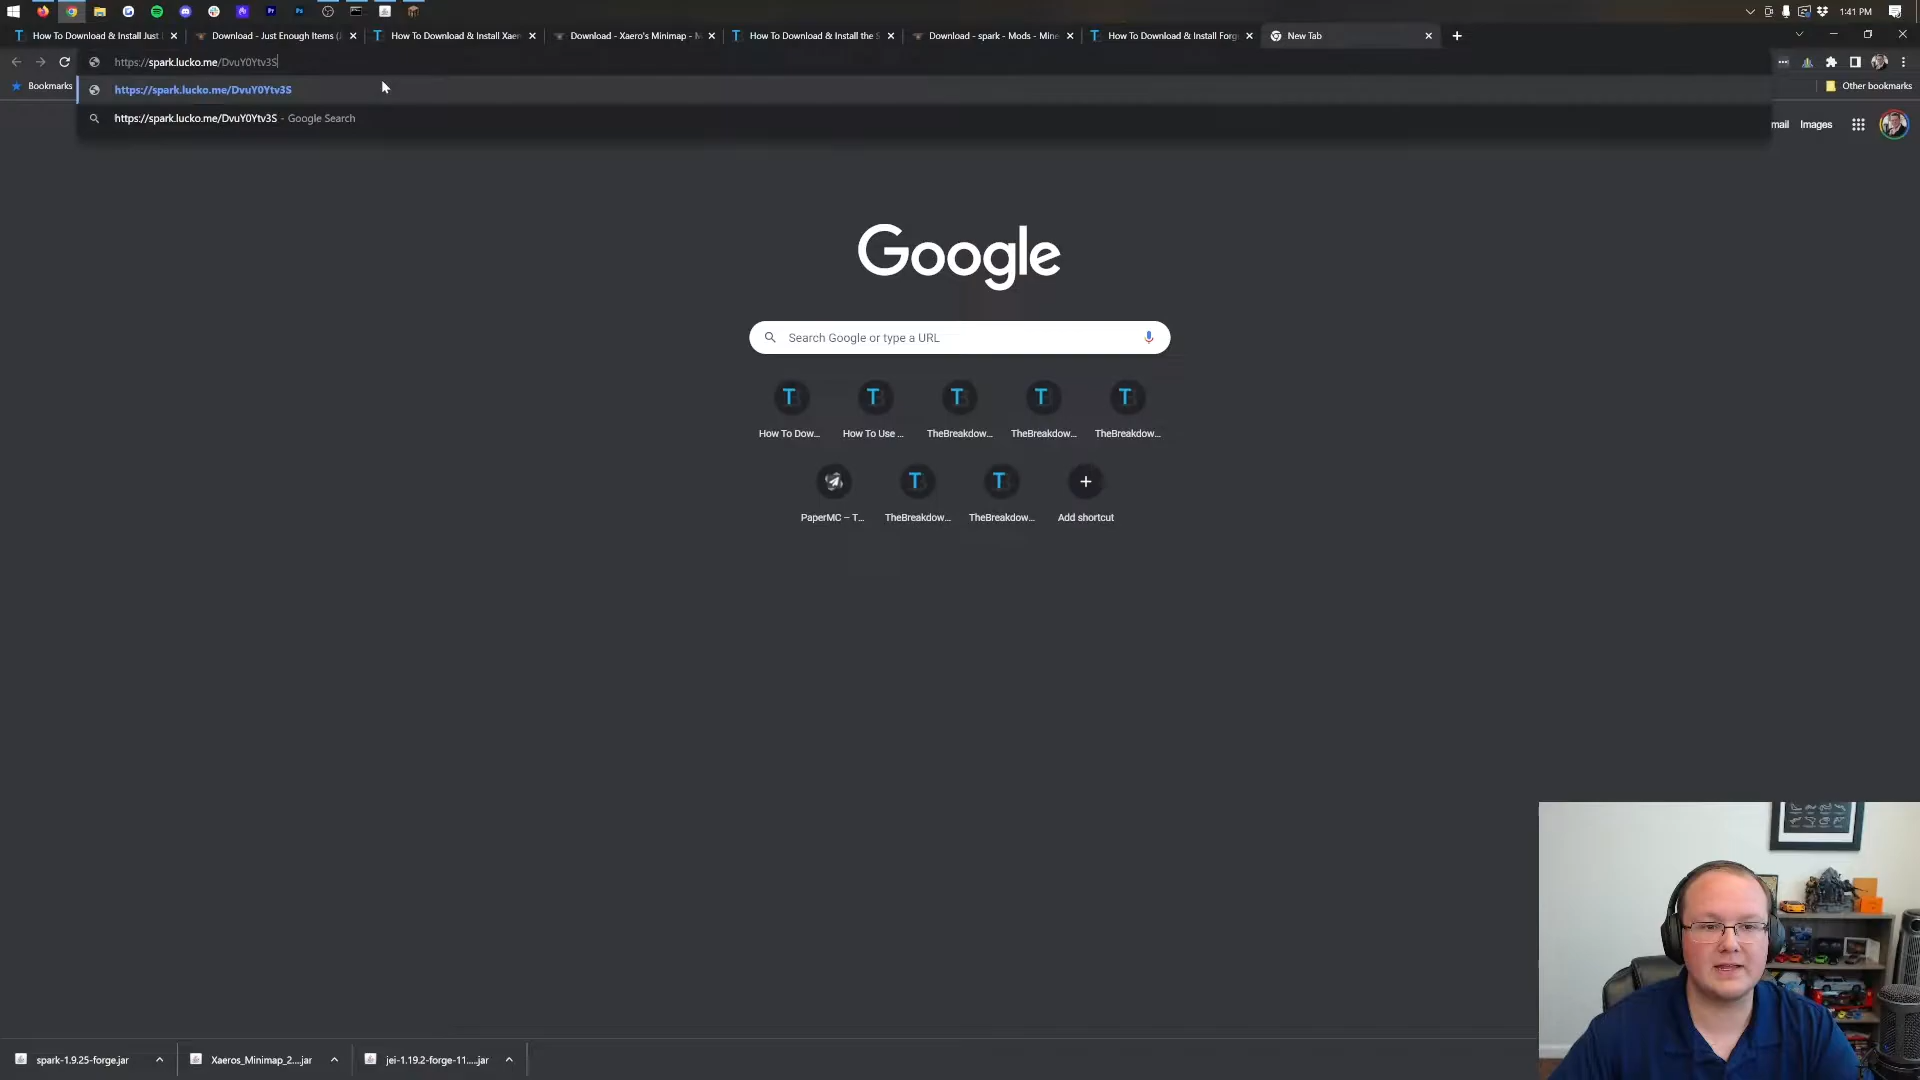 1:41 PM
How To Download & Install Just
Download - Just Enough Items (
How To Download & Install Xaer
Download - Xaero's Minimap -
How To Download & Install the S
Download - spark - Mods - Mine
How To Download & Install Forg
New Tab
https://spark.lucko.me/DvuY0Ytv3S
Bookmarks
https://spark.lucko.me/DvuY0Ytv3S
Other bookmarks
https://spark.lucko.me/DvuY0Ytv3S - Google Search
mail Images
Google
Search Google or type a URL
How To Dow... How To Use ... TheBreakdow... TheBreakdow... TheBreakdow...
PaperMC – T... TheBreakdow... TheBreakdow... Add shortcut
spark-1.9.25-forge.jar Xaeros_Minimap_2....jar jei-1.19.2-forge-11.....jar